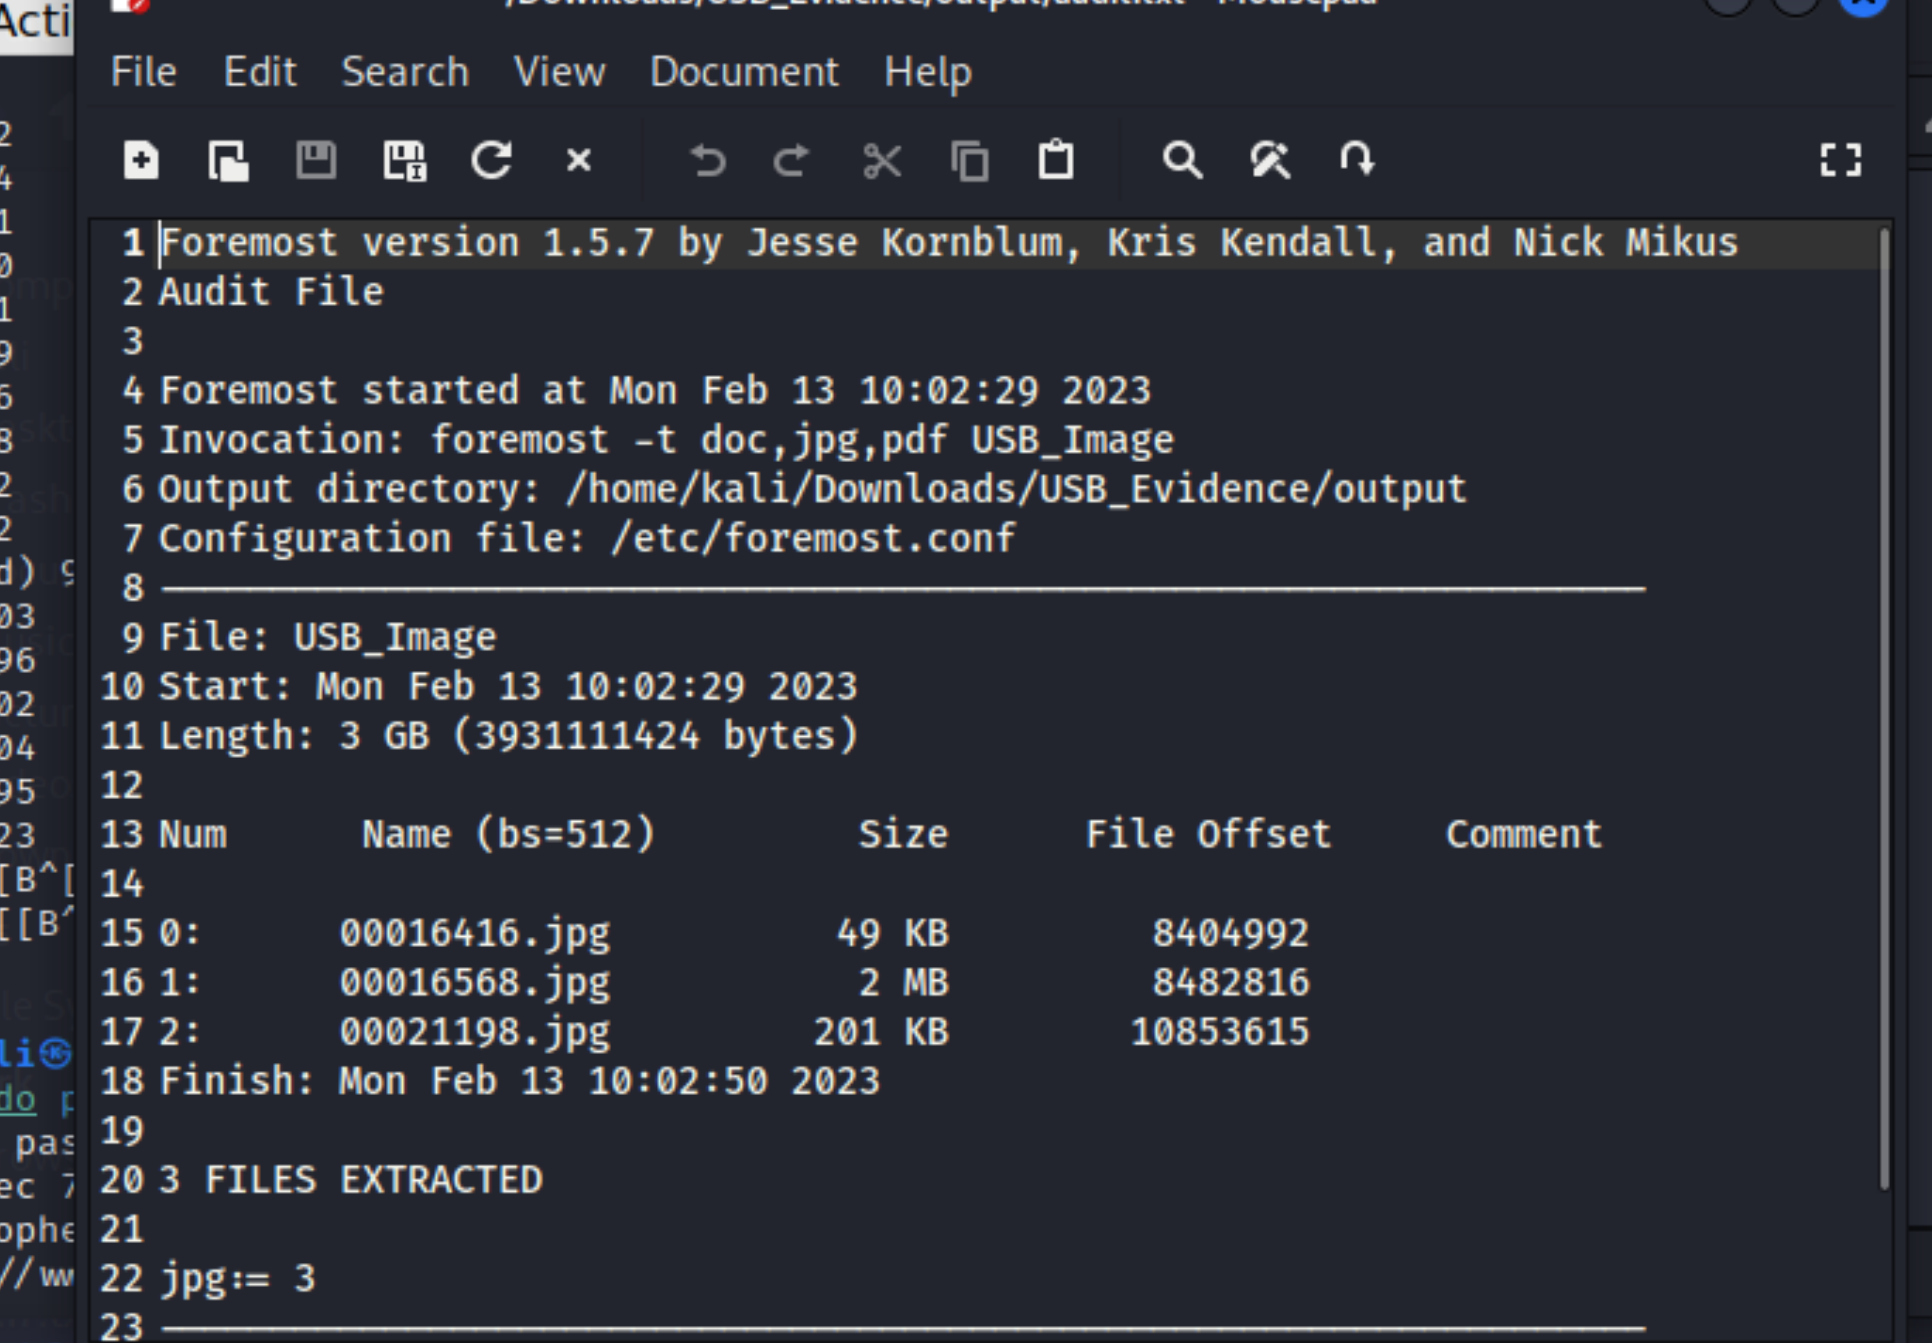 Acti
File Edit Search View Document Help
1 Foremost version 1.5.7 by Jesse Kornblum, Kris Kendall, and Nick Mikus
2 Audit File
3
4 Foremost started at Mon Feb 13 10:02:29 2023
5 Invocation: foremost -t doc,jpg,pdf USB_Image
6 Output directory: /home/kali/Downloads/USB_Evidence/output
7 Configuration file: /etc/foremost.conf
8
9 File: USB_Image
10 Start: Mon Feb 13 10:02:29 2023
11 Length: 3 GB (3931111424 bytes)
12
13 Num Name (bs=512) Size File Offset Comment
14
15 0: 00016416.jpg 49 KB 8404992
16 1: 00016568.jpg 2 MB 8482816
17 2: 00021198.jpg 201 KB 10853615
18 Finish: Mon Feb 13 10:02:50 2023
19
20 3 FILES EXTRACTED
21
22 jpg:= 3
23
2
4
1
0
1
9
6
8
2
2
d) 9
03
96
02
04
95
23
[B^[
[[B^
li
do p
pas
ec 7
ophe
//ww